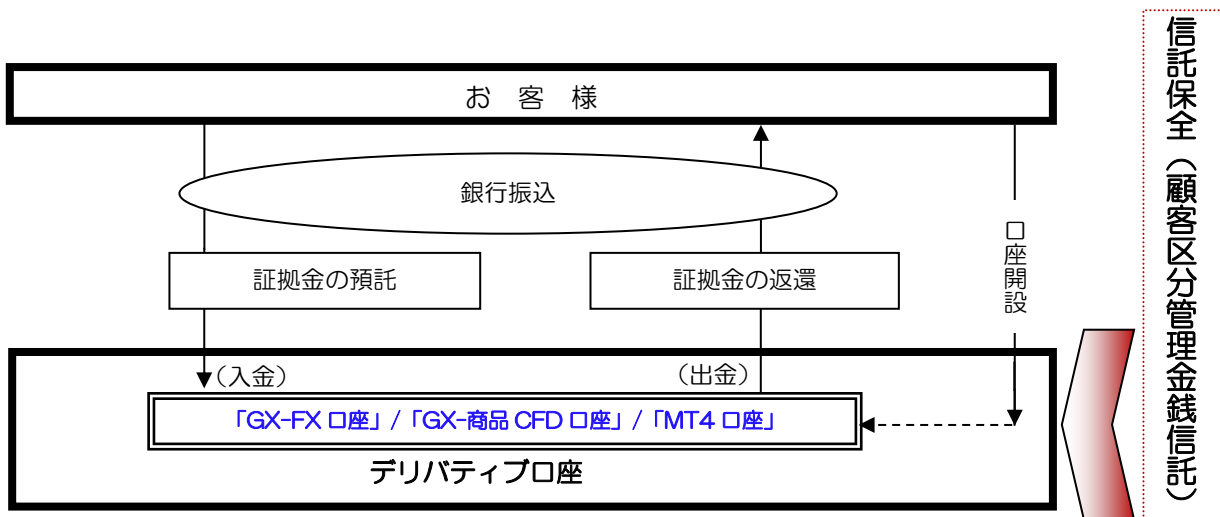 お 客 様
銀行振込
証拠金の預託
証拠金の返還
口座開設
（入金）
（出金）
「GX-FX 口座」/「GX-商品 CFD 口座」/「MT4 口座」
デリバティブ口座
信託保全（顧客区分管理金銭信託）